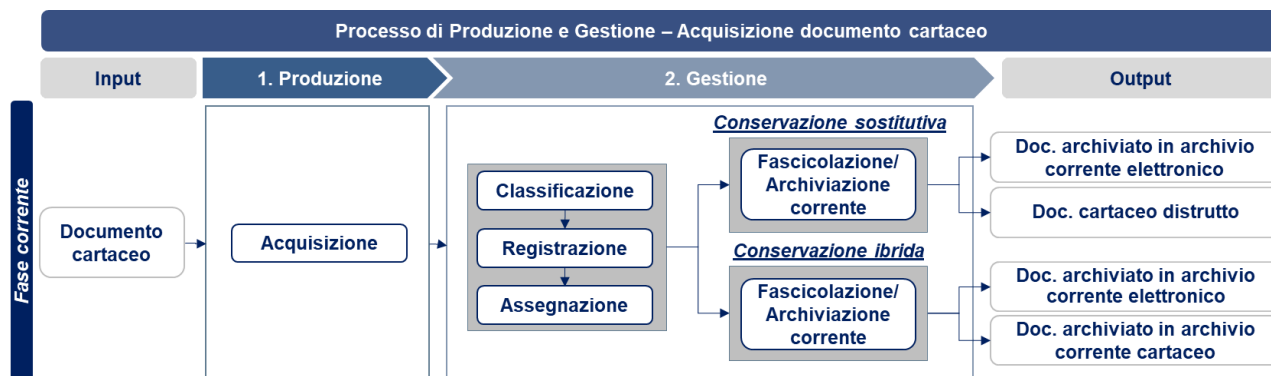 Processo di Produzione e Gestione – Acquisizione documento cartaceo
Input
1. Produzione
2. Gestione
Output
Fase corrente
Documento
cartaceo
Acquisizione
Classificazione
Registrazione
Assegnazione
Conservazione sostitutiva
Fascicolazione/
Archiviazione
corrente
Conservazione ibrida
Fascicolazione/
Archiviazione
corrente
Doc. archiviato in archivio
corrente elettronico
Doc. cartaceo distrutto
Doc. archiviato in archivio
corrente elettronico
Doc. archiviato in archivio
corrente cartaceo